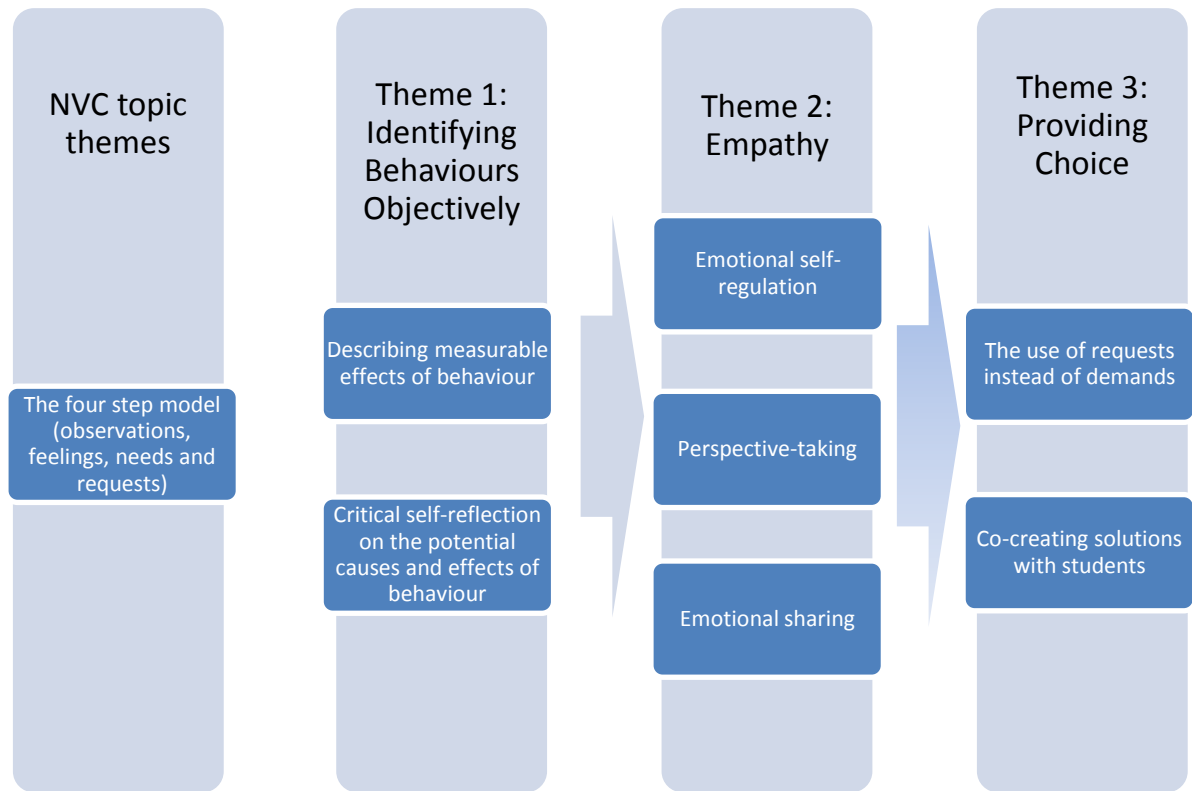 NVC topic
themes
The four step model
(observations,
feelings, needs and
requests)
Theme 1:
Identifying
Behaviours
Objectively
Describing measurable
effects of behaviour
Critical self-reflection
on the potential
causes and effects of
behaviour
Theme 2:
Empathy
Emotional self-
regulation
Perspective-taking
Emotional sharing
Theme 3:
Providing
Choice
The use of requests
instead of demands
Co-creating solutions
with students